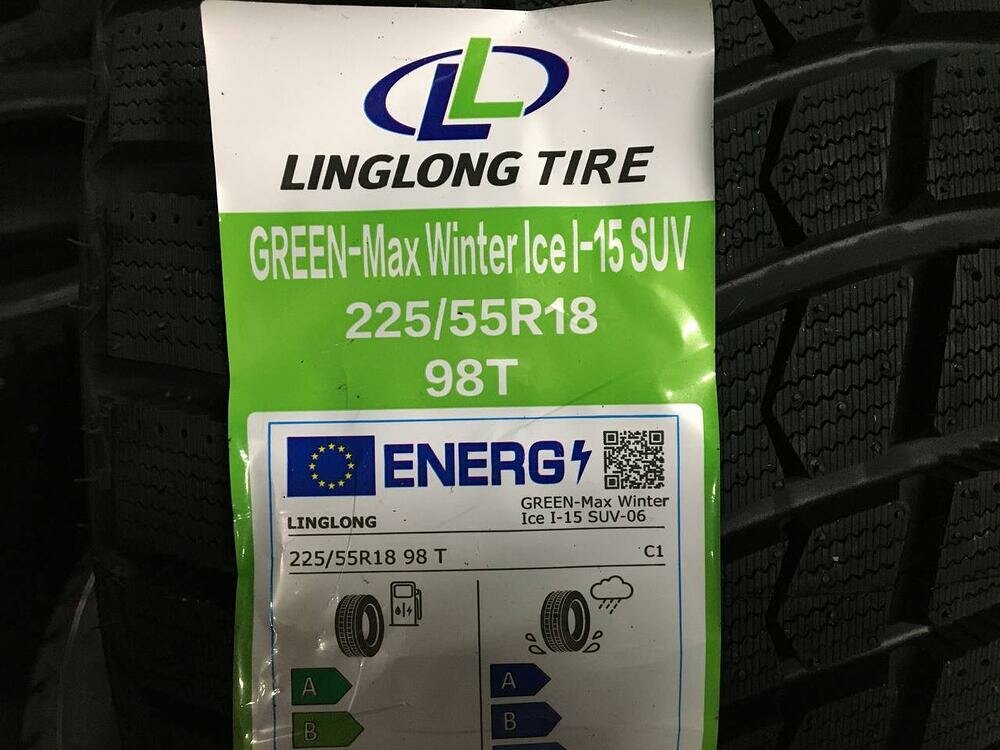 LL
LINGLONG TIRE
GREEN-Max Winter Ice I-15 SUV
225/55R18
98T
ENERG
LINGLONG
GREEN-Max Winter
Ice I-15 SUV-06
225/55R18 98 T
C1
A
A
B
B